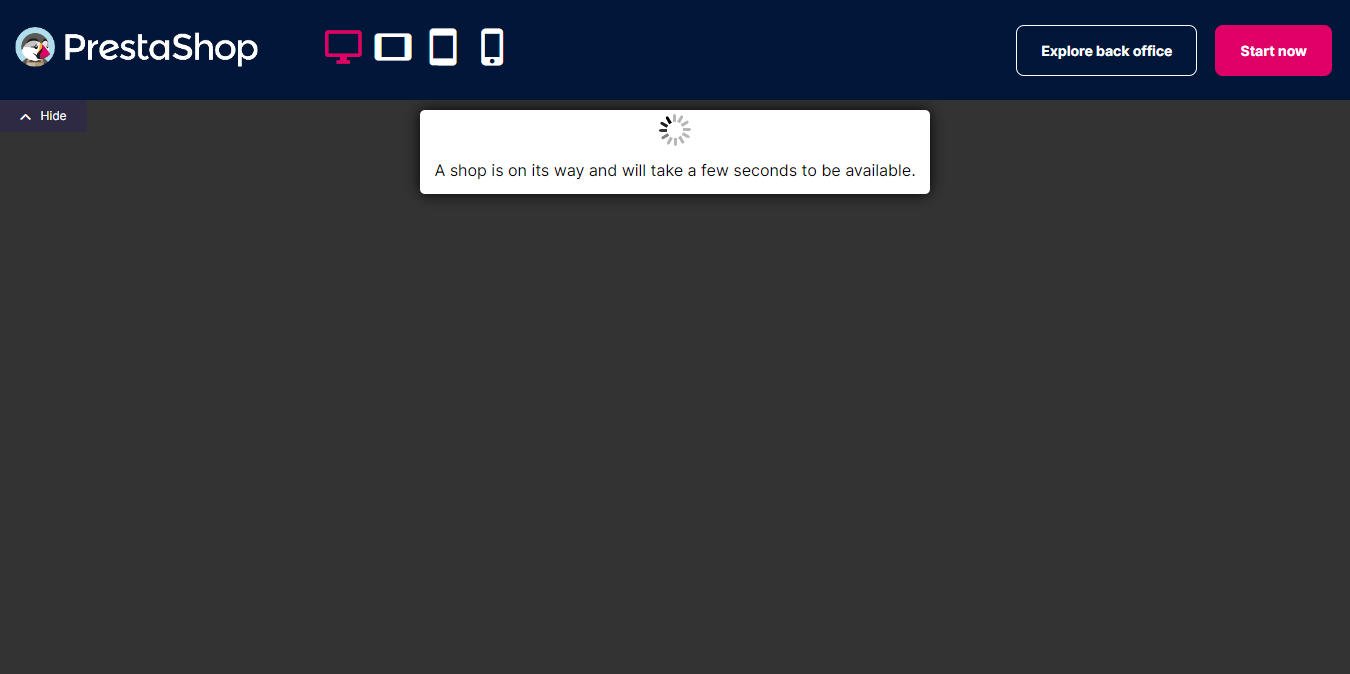 PrestaShop
Explore back office
Start now
Hide
A shop is on its way and will take a few seconds to be available.